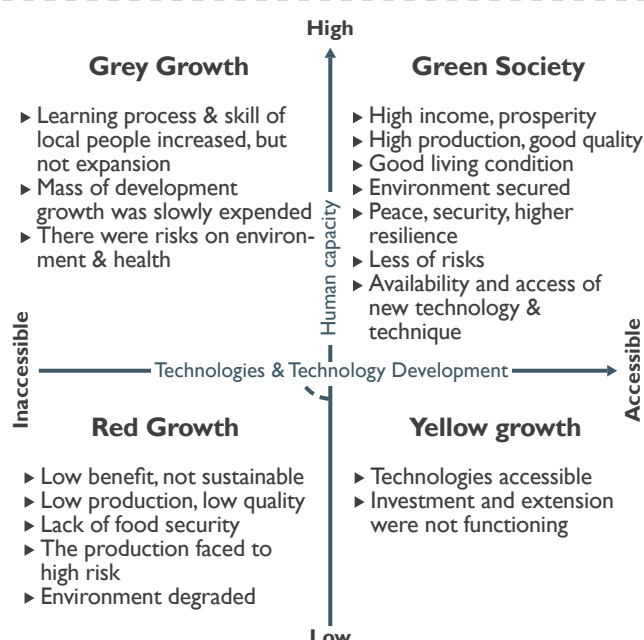 High
Grey Growth
▸ Learning process & skill of
local people increased, but
not expansion
▸ Mass of development
growth was slowly expended
▸ There were risks on environ-
ment & health
Green Society
▸ High income, prosperity
▸ High production, good quality
▸ Good living condition
▸ Environment secured
▸ Peace, security, higher
resilience
▸ Less of risks
▸ Availability and access of
new technology &
technique
Human capacity
Inaccessible
Technologies & Technology Development
Accessible
Red Growth
▸ Low benefit, not sustainable
▸ Low production, low quality
▸ Lack of food security
▸ The production faced to
high risk
▸ Environment degraded
Yellow growth
▸ Technologies accessible
▸ Investment and extension
were not functioning
Low